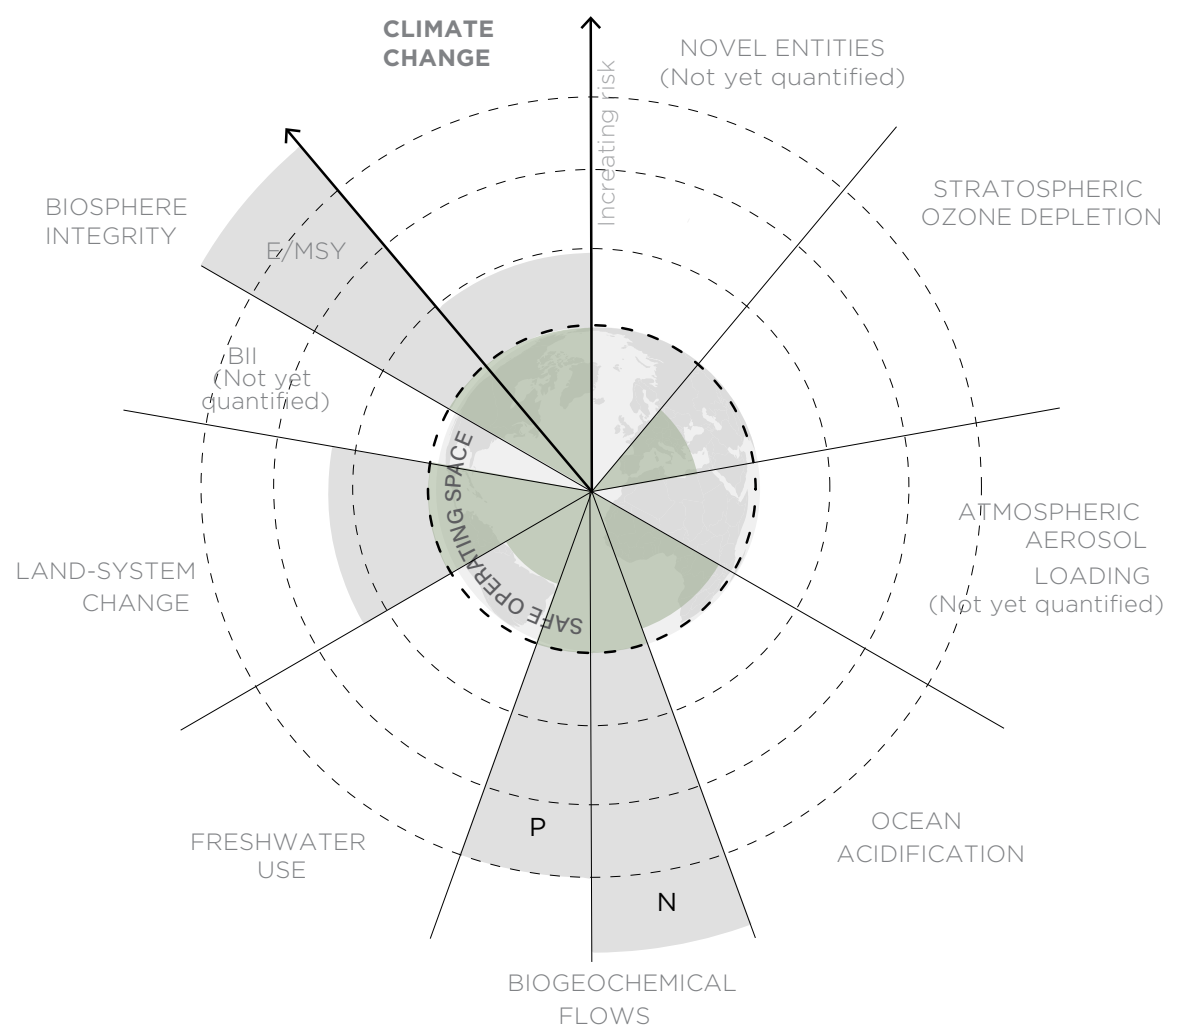 CLIMATE
CHANGE
Increating risk
NOVEL ENTITIES
(Not yet quantified)
STRATOSPHERIC
OZONE DEPLETION
ATMOSPHERIC
AEROSOL
LOADING
(Not yet quantified)
OCEAN
ACIDIFICATION
BIOGEOCHEMICAL
FLOWS
N
P
FRESHWATER
USE
LAND-SYSTEM
CHANGE
BIOSPHERE
INTEGRITY
E/MSY
BII
(Not yet
quantified)
SAFE OPERATING SPACE